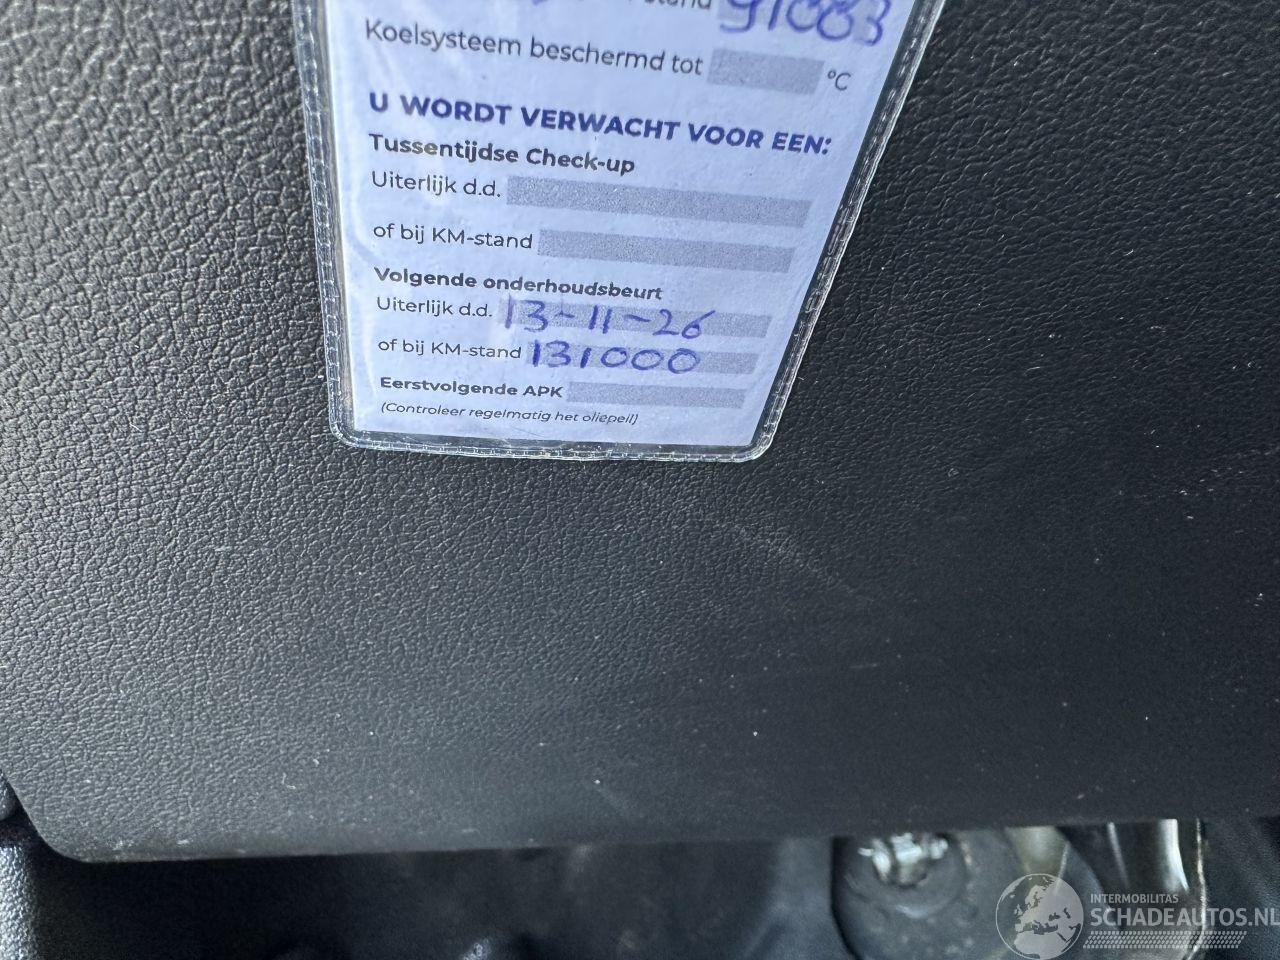 91083
Koelsysteem beschermd tot °C
U WORDT VERWACHT VOOR EEN:
Tussentijdse Check-up
Uiterlijk d.d.
of bij KM-stand
Volgende onderhoudsbeurt
Uiterlijk d.d. 13-11-26
of bij KM-stand 131000
Eerstvolgende APK
(Controleer regelmatig het oliepeil)
INTERMOBILITAS
SCHADEAUTOS.NL